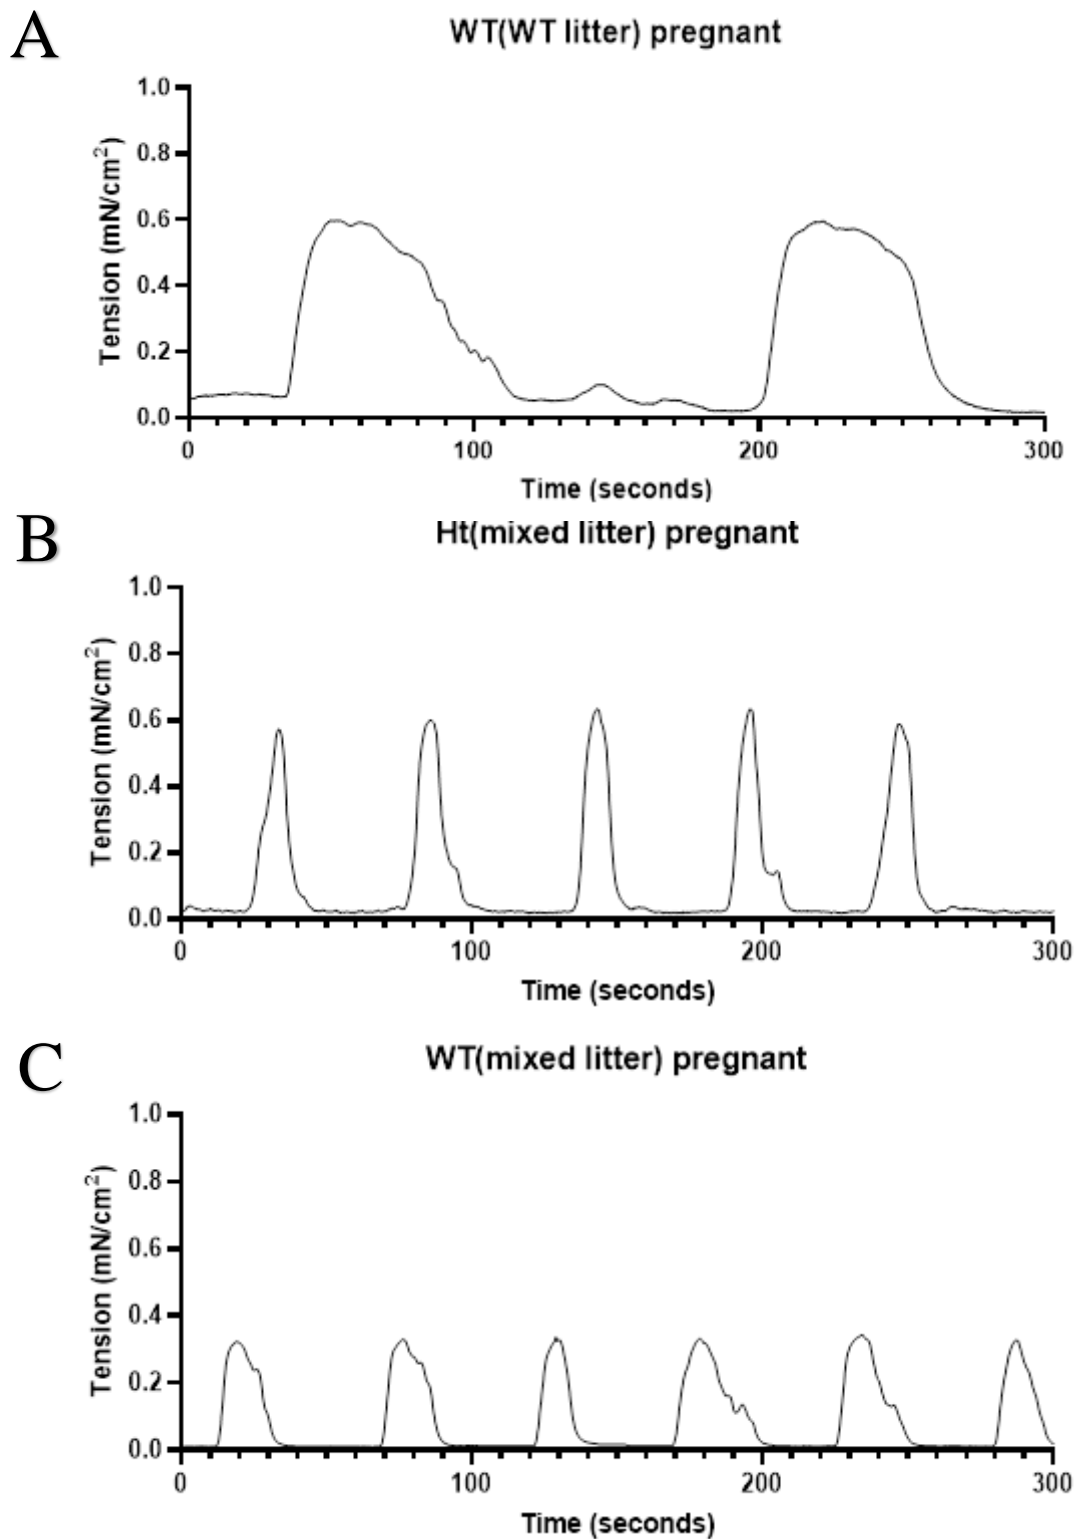 A
WT(WT litter) pregnant
1.0
0.8
0.6
0.4
0.2
0.0
Tension (mN/cm²)
0 100 200 300
Time (seconds)
B
Ht(mixed litter) pregnant
1.0
0.8
0.6
0.4
0.2
0.0
Tension (mN/cm²)
0 100 200 300
Time (seconds)
C
WT(mixed litter) pregnant
1.0
0.8
0.6
0.4
0.2
0.0
Tension (mN/cm²)
0 100 200 300
Time (seconds)